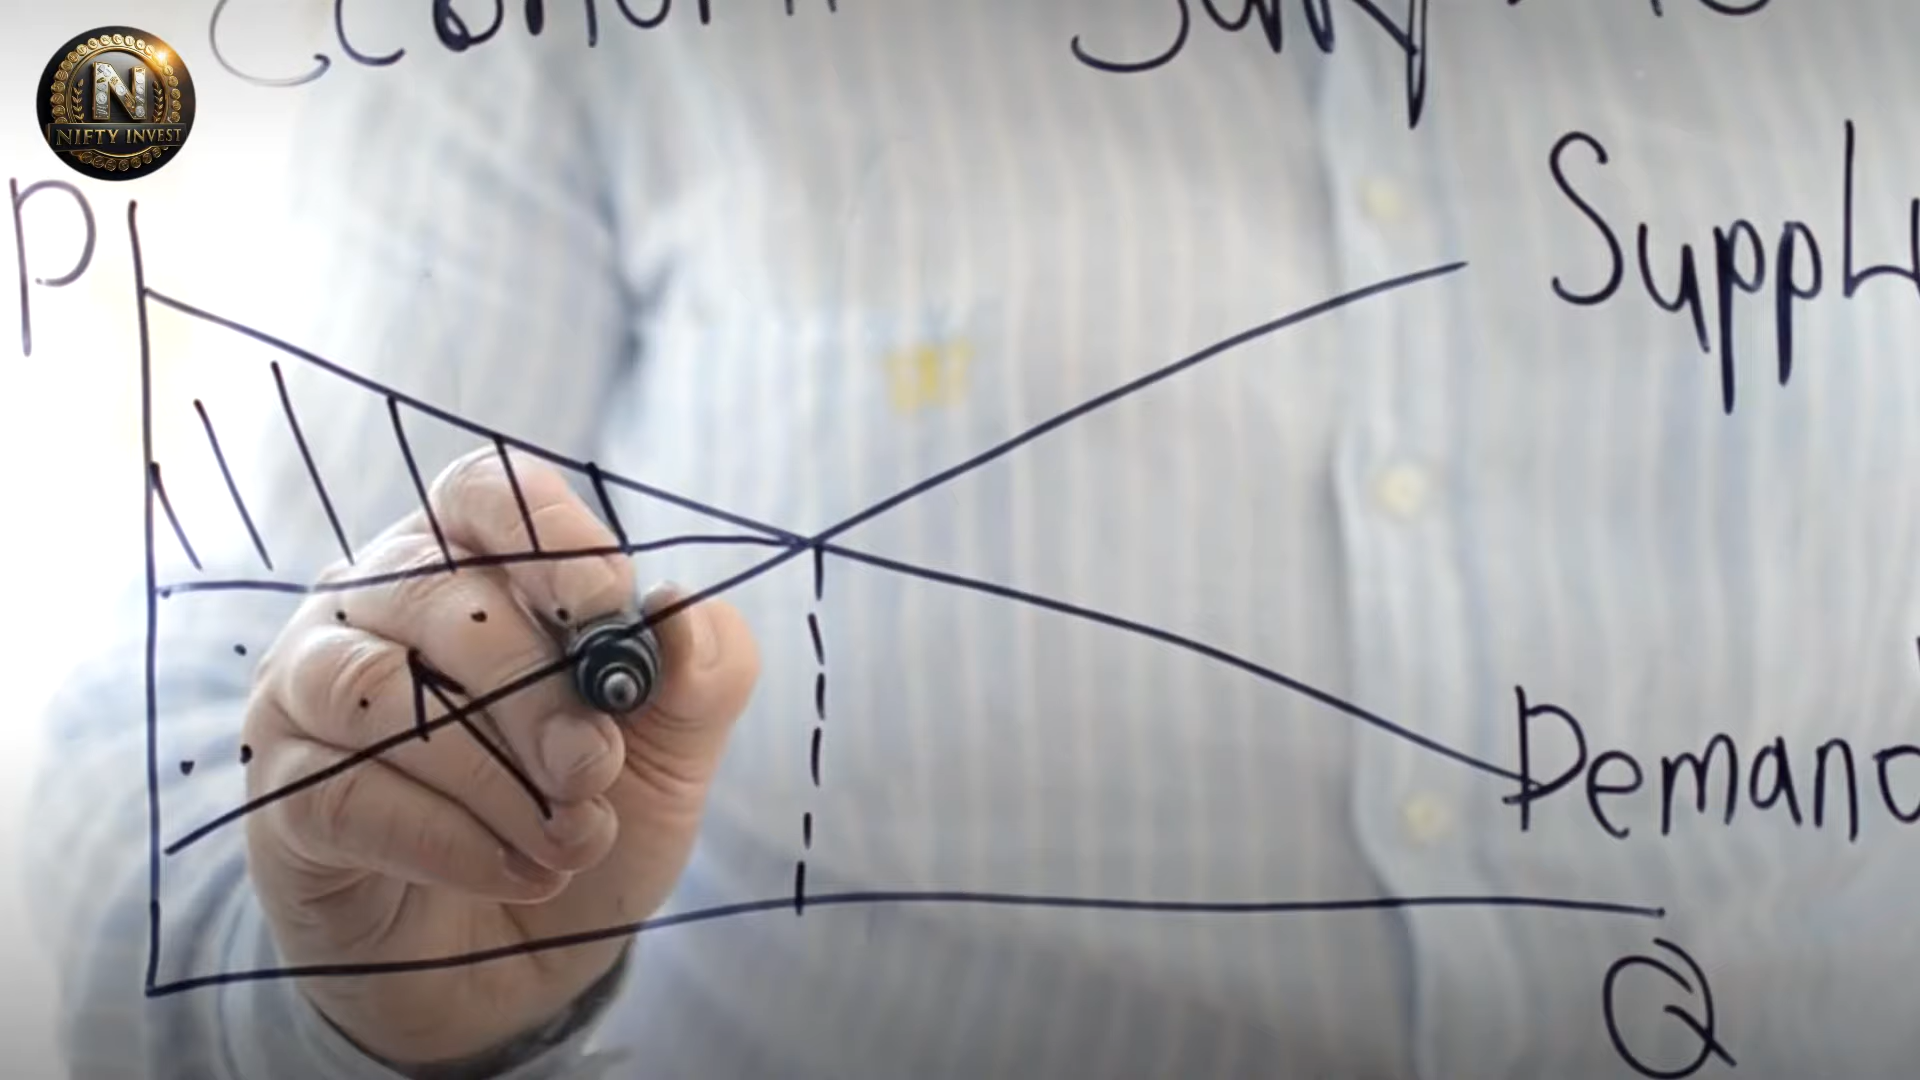 N
NIFTY INVEST
P
Supply
Demand
Q